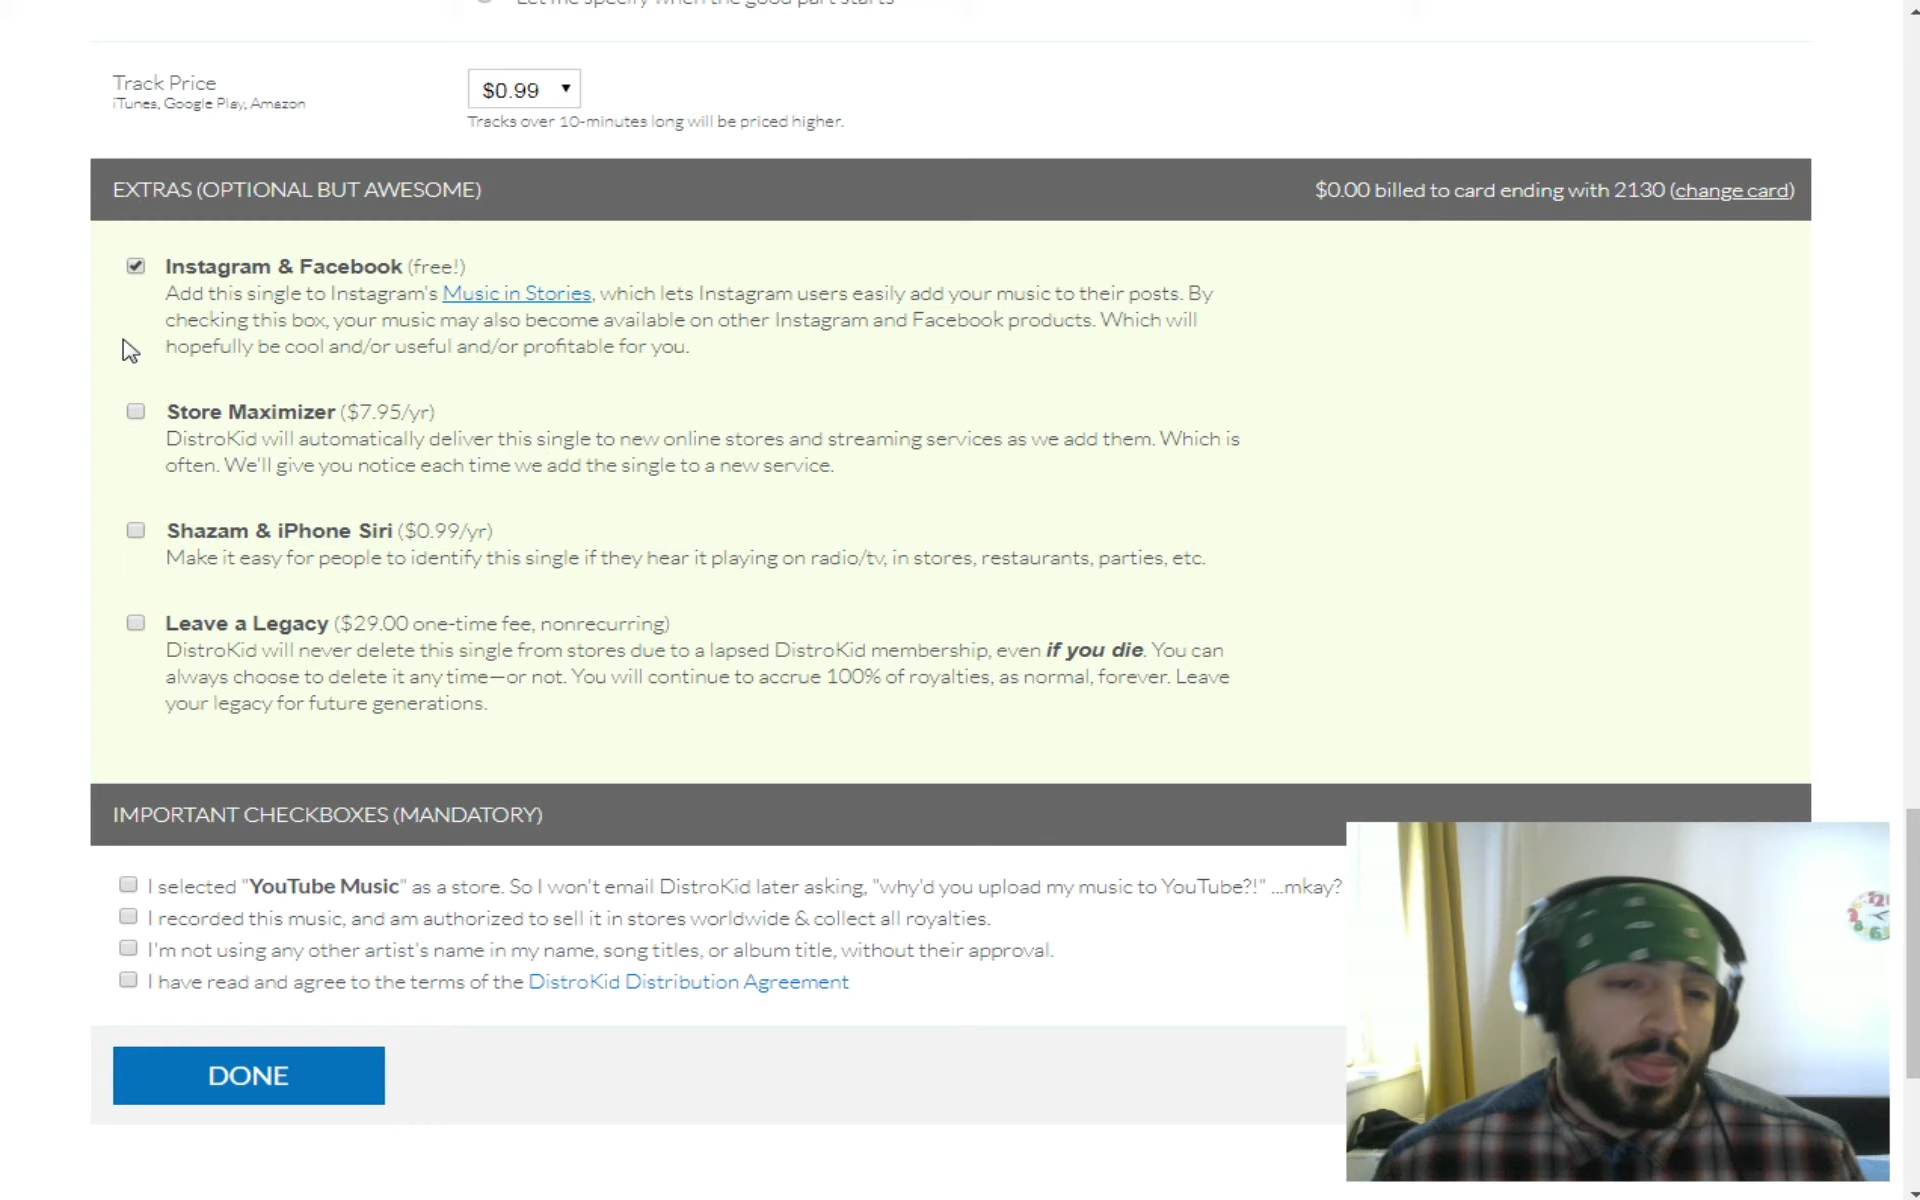 Let me specify when the good part starts
Track Price
iTunes, Google Play, Amazon
$0.99
Tracks over 10-minutes long will be priced higher.
EXTRAS (OPTIONAL BUT AWESOME)
$0.00 billed to card ending with 2130 (change card)
Instagram & Facebook (free!)
Add this single to Instagram's Music in Stories, which lets Instagram users easily add your music to their posts. By
checking this box, your music may also become available on other Instagram and Facebook products. Which will
hopefully be cool and/or useful and/or profitable for you.
Store Maximizer ($7.95/yr)
DistroKid will automatically deliver this single to new online stores and streaming services as we add them. Which is
often. We'll give you notice each time we add the single to a new service.
Shazam & iPhone Siri ($0.99/yr)
Make it easy for people to identify this single if they hear it playing on radio/tv, in stores, restaurants, parties, etc.
Leave a Legacy ($29.00 one-time fee, nonrecurring)
DistroKid will never delete this single from stores due to a lapsed DistroKid membership, even if you die. You can
always choose to delete it any time—or not. You will continue to accrue 100% of royalties, as normal, forever. Leave
your legacy for future generations.
IMPORTANT CHECKBOXES (MANDATORY)
I selected "YouTube Music" as a store. So I won't email DistroKid later asking, "why'd you upload my music to YouTube?!" ...mkay?
I recorded this music, and am authorized to sell it in stores worldwide & collect all royalties.
I'm not using any other artist's name in my name, song titles, or album title, without their approval.
I have read and agree to the terms of the DistroKid Distribution Agreement
DONE